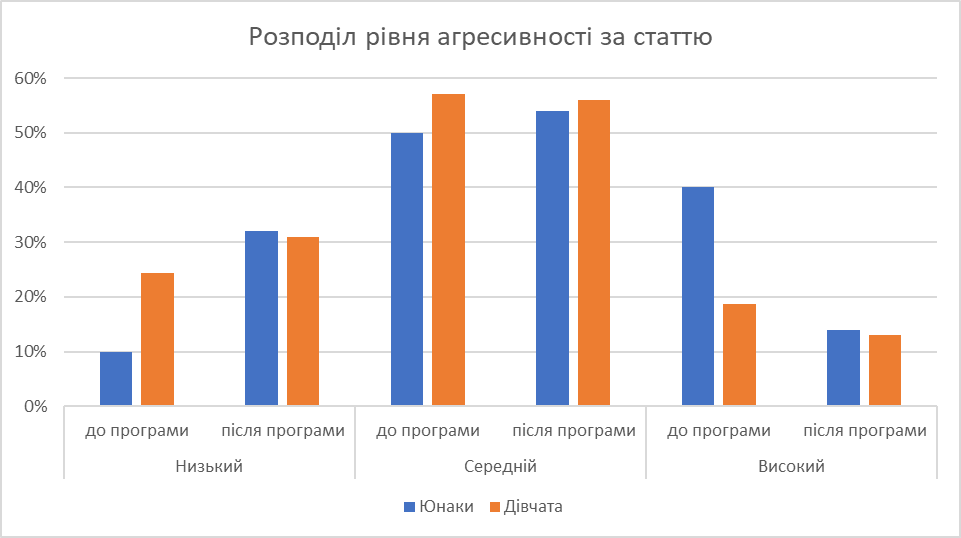 Розподіл рівня агресивності за статтю
60%
50%
40%
30%
20%
10%
0%
до програми після програми до програми після програми до програми після програми
Низький Середній Високий
Юнаки Дівчата